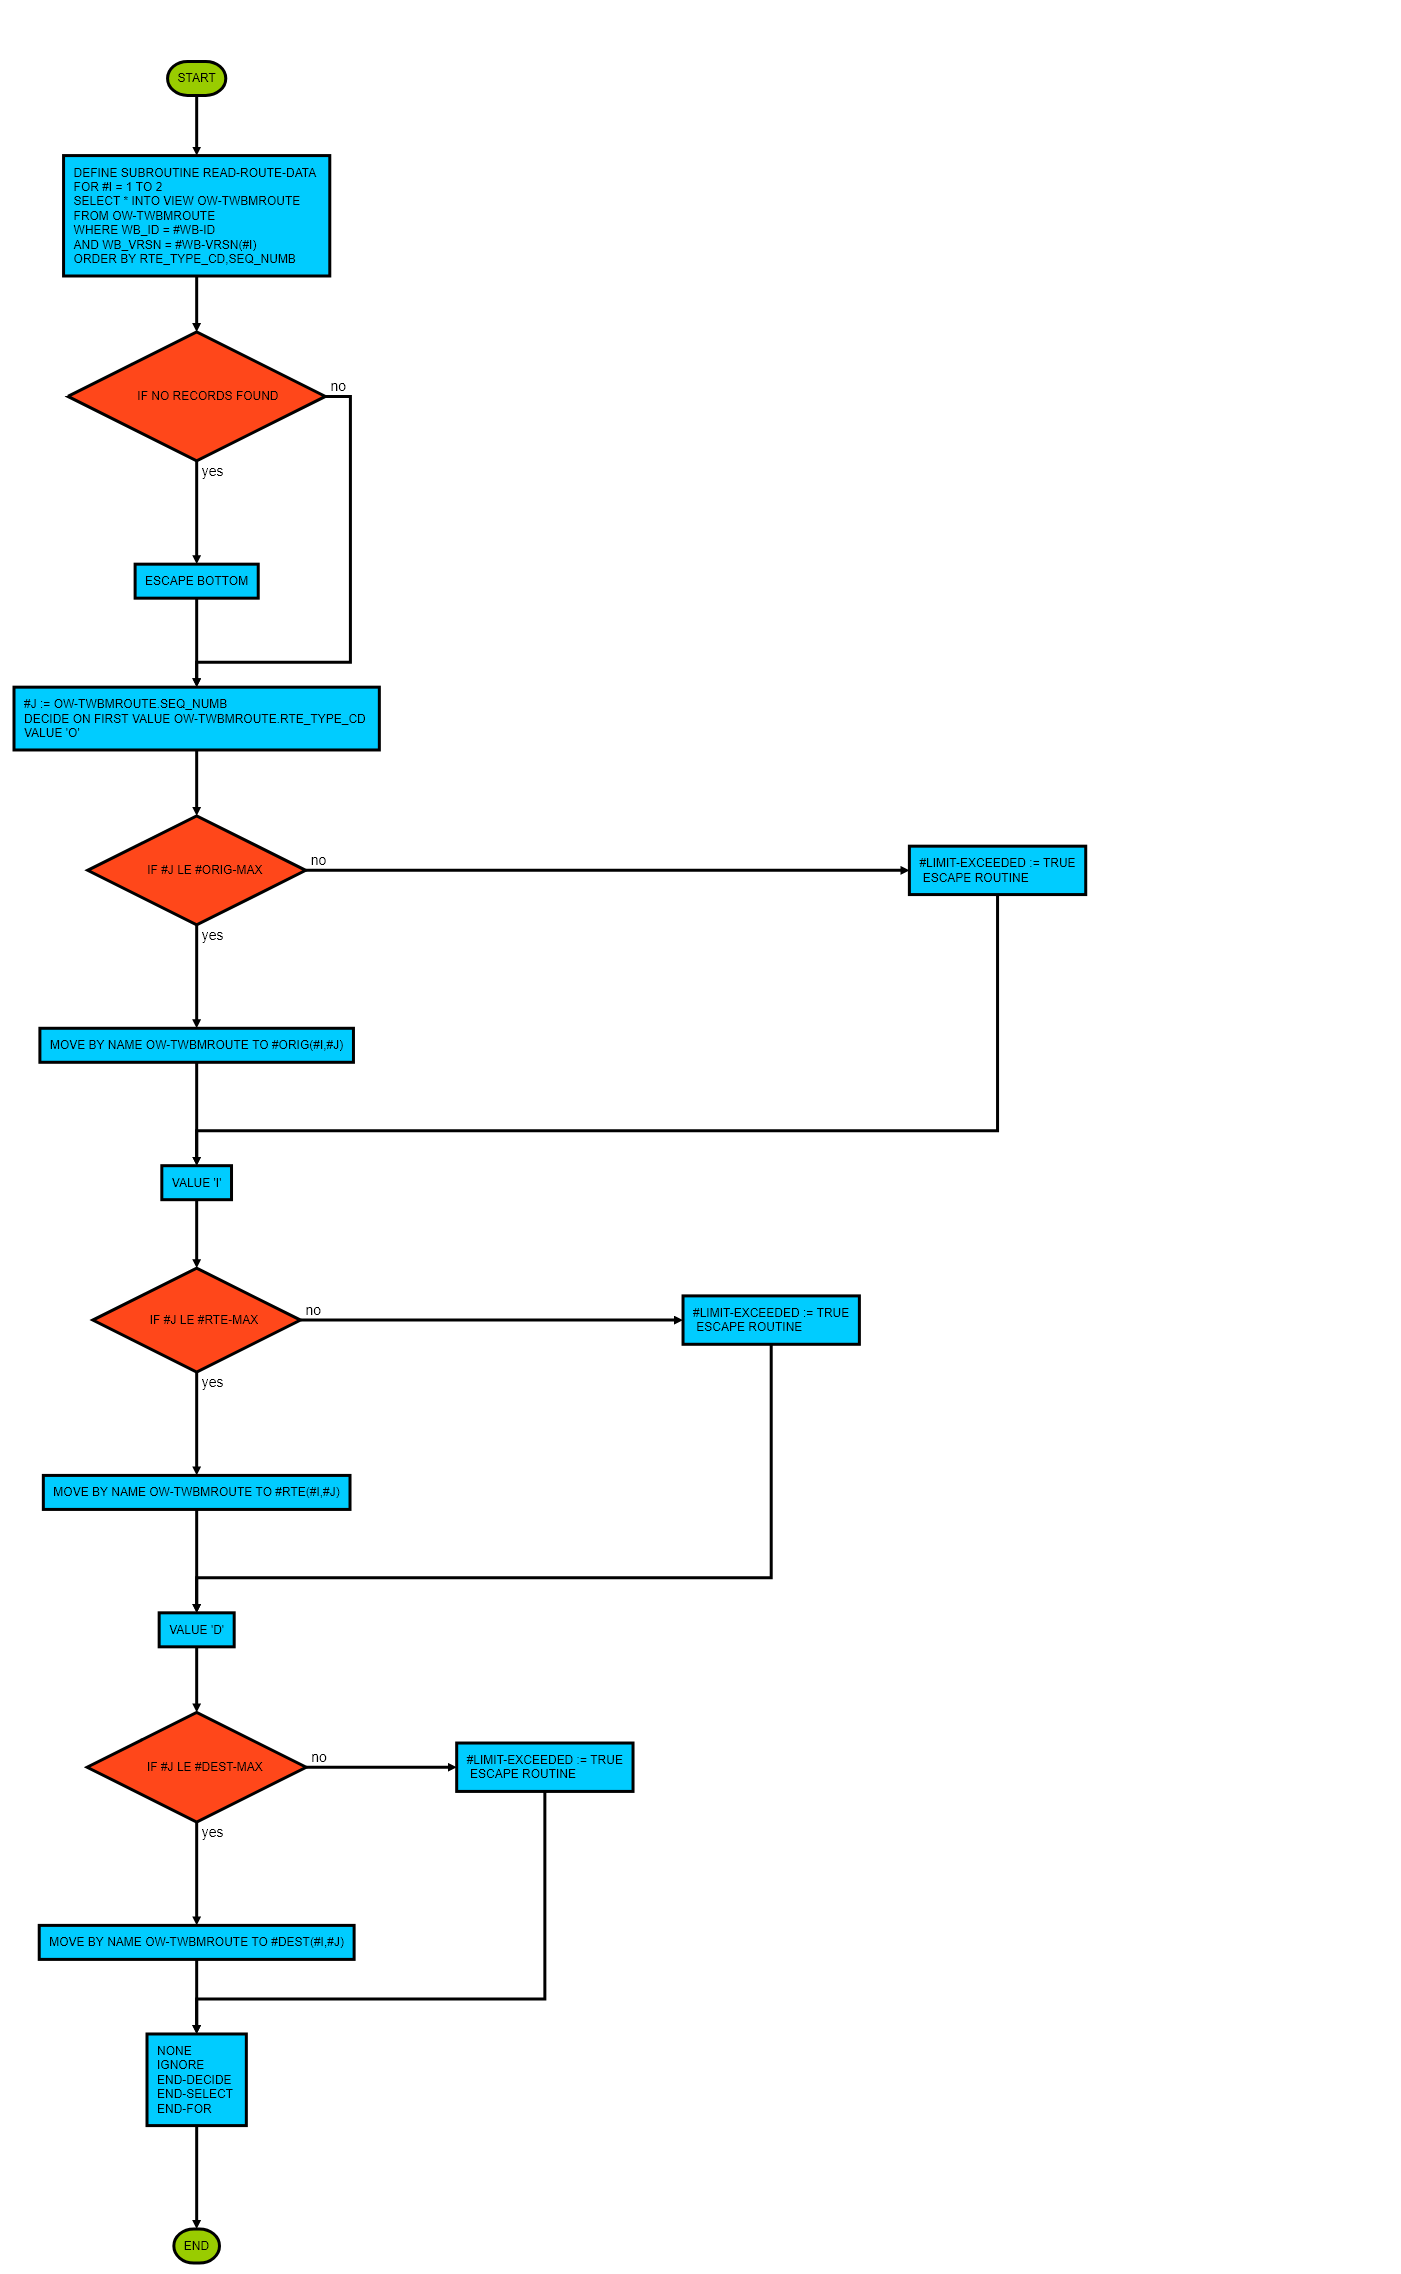 START
DEFINE SUBROUTINE READ-ROUTE-DATA
FOR #I = 1 TO 2
SELECT * INTO VIEW OW-TWBMROUTE
FROM OW-TWBMROUTE
WHERE WB_ID = #WB-ID
AND WB_VRSN = #WB-VRSN(#I)
ORDER BY RTE_TYPE_CD,SEQ_NUMB
IF NO RECORDS FOUND
no
yes
ESCAPE BOTTOM
#J := OW-TWBMROUTE.SEQ_NUMB
DECIDE ON FIRST VALUE OW-TWBMROUTE.RTE_TYPE_CD
VALUE 'O'
IF #J LE #ORIG-MAX
no
#LIMIT-EXCEEDED := TRUE
ESCAPE ROUTINE
yes
MOVE BY NAME OW-TWBMROUTE TO #ORIG(#I,#J)
VALUE 'I'
IF #J LE #RTE-MAX
no
#LIMIT-EXCEEDED := TRUE
ESCAPE ROUTINE
yes
MOVE BY NAME OW-TWBMROUTE TO #RTE(#I,#J)
VALUE 'D'
IF #J LE #DEST-MAX
no
#LIMIT-EXCEEDED := TRUE
ESCAPE ROUTINE
yes
MOVE BY NAME OW-TWBMROUTE TO #DEST(#I,#J)
NONE
IGNORE
END-DECIDE
END-SELECT
END-FOR
END